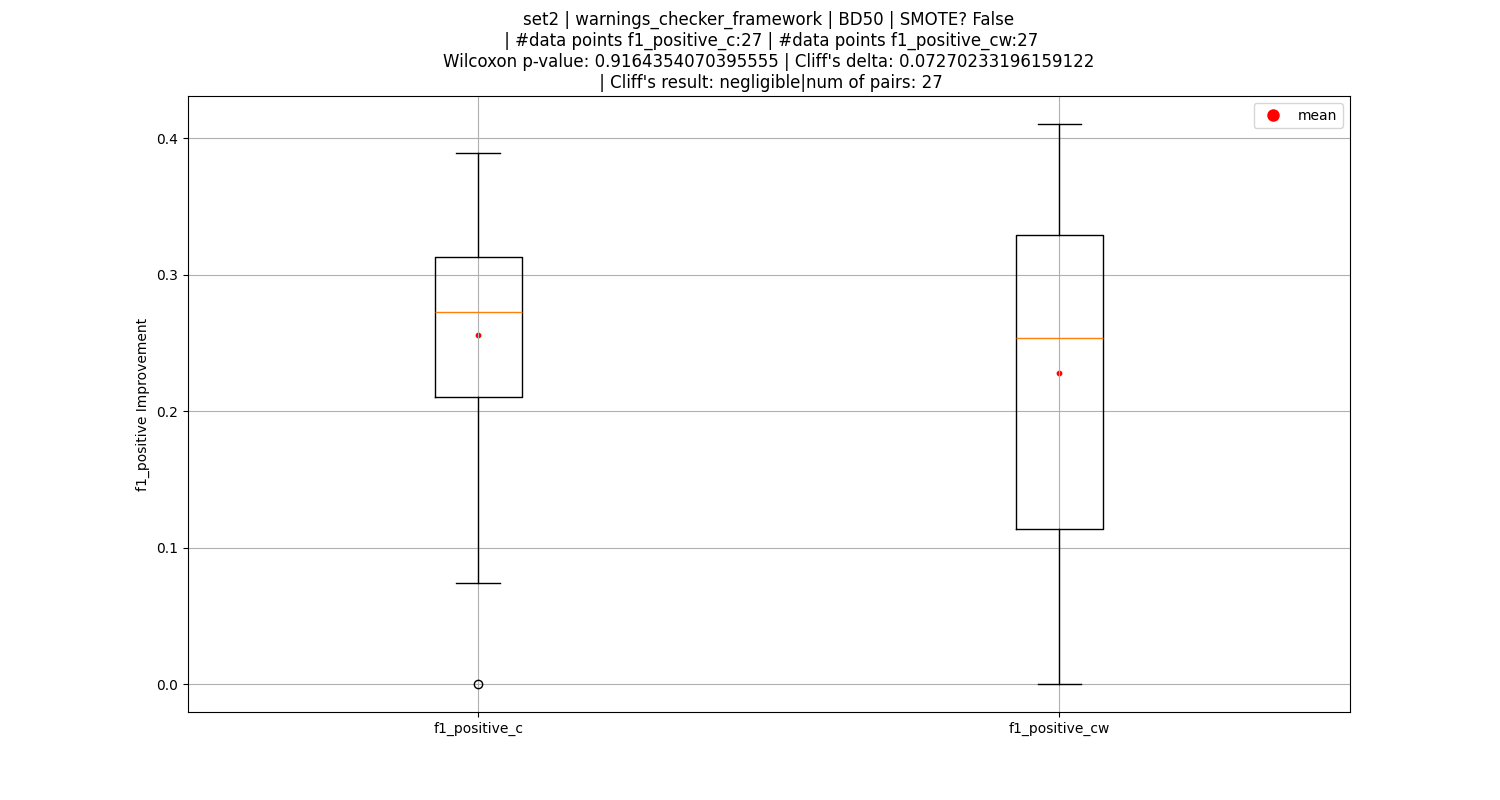 set2 | warnings_checker_framework | BD50 | SMOTE? False
| #data points f1_positive_c:27 | #data points f1_positive_cw:27
Wilcoxon p-value: 0.9164354070395555 | Cliff's delta: 0.07270233196159122
| Cliff's result: negligible|num of pairs: 27
mean
0.4
0.3
0.2
0.1
0.0
f1_positive Improvement
f1_positive_c
f1_positive_cw